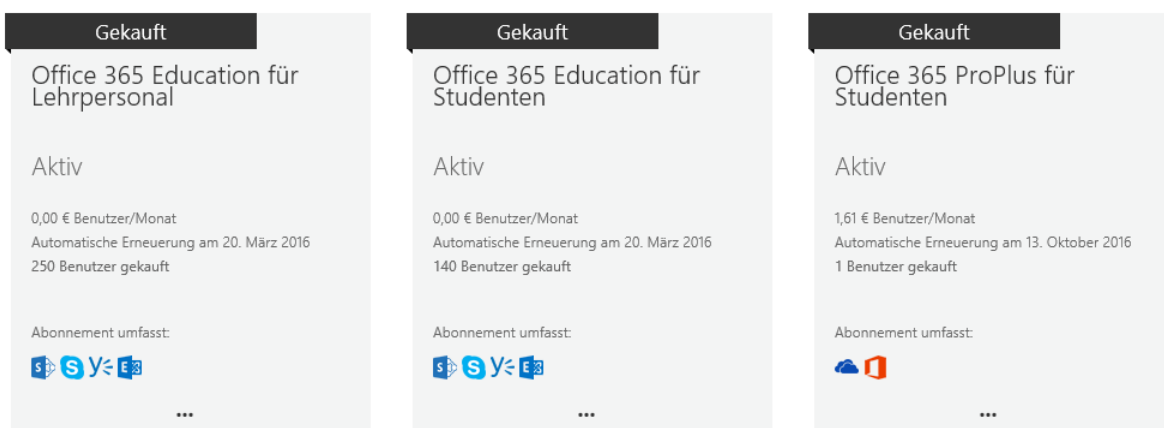 Gekauft
Office 365 Education für
Lehrpersonal
Aktiv
0,00 € Benutzer/Monat
Automatische Erneuerung am 20. März 2016
250 Benutzer gekauft
Abonnement umfasst:
...
Gekauft
Office 365 Education für
Studenten
Aktiv
0,00 € Benutzer/Monat
Automatische Erneuerung am 20. März 2016
140 Benutzer gekauft
Abonnement umfasst:
...
Gekauft
Office 365 ProPlus für
Studenten
Aktiv
1,61 € Benutzer/Monat
Automatische Erneuerung am 13. Oktober 2016
1 Benutzer gekauft
Abonnement umfasst:
...